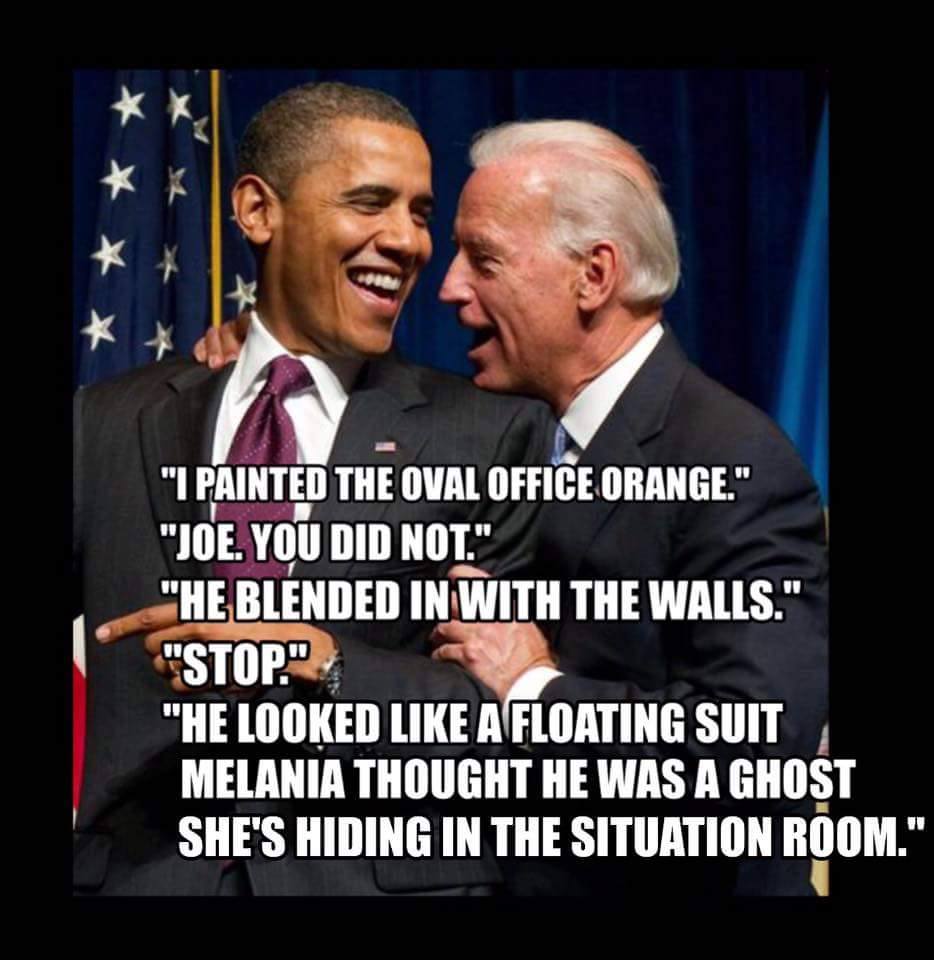 "I PAINTED THE OVAL OFFICE ORANGE."
"JOE. YOU DID NOT."
"HE BLENDED IN WITH THE WALLS."
"STOP."
"HE LOOKED LIKE A FLOATING SUIT
MELANIA THOUGHT HE WAS A GHOST
SHE'S HIDING IN THE SITUATION ROOM."